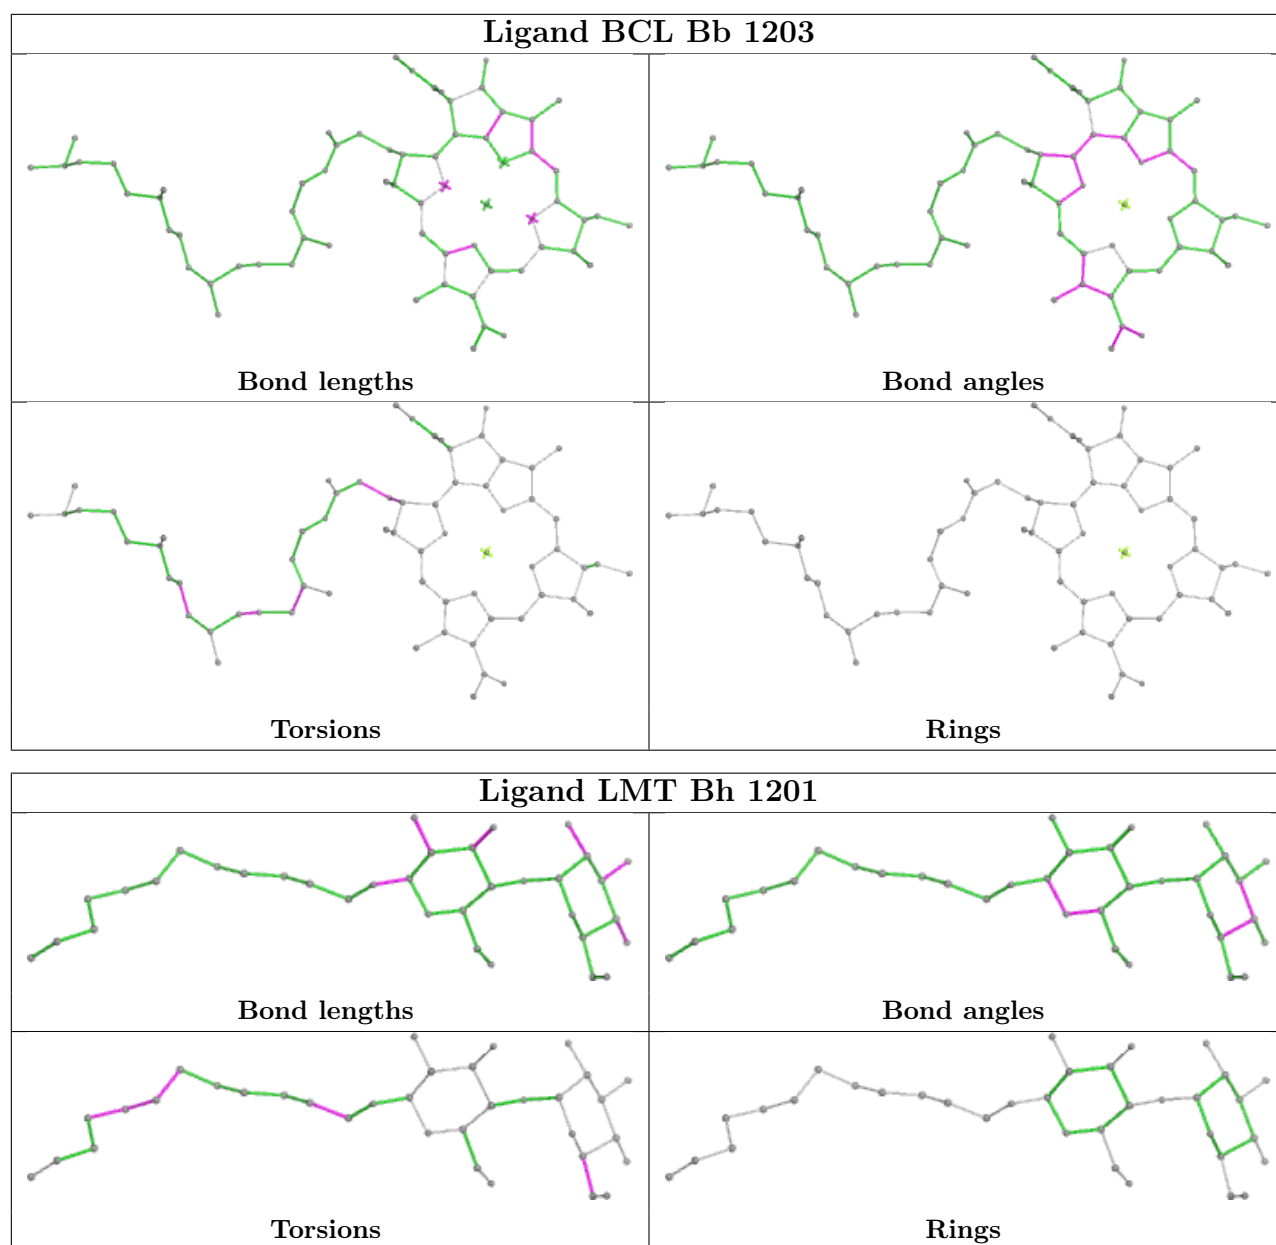 Ligand BCL Bb 1203
Bond lengths
Bond angles
Torsions
Rings
Ligand LMT Bh 1201
Bond lengths
Bond angles
Torsions
Rings